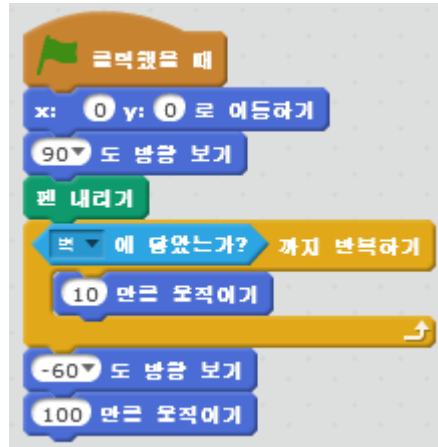 클릭했을 때
x: 0 y: 0 로 이동하기
90 도 방향 보기
펜 내리기
벽 에 닿았는가? 까지 반복하기
10 만큼 움직이기
-60 도 방향 보기
100 만큼 움직이기